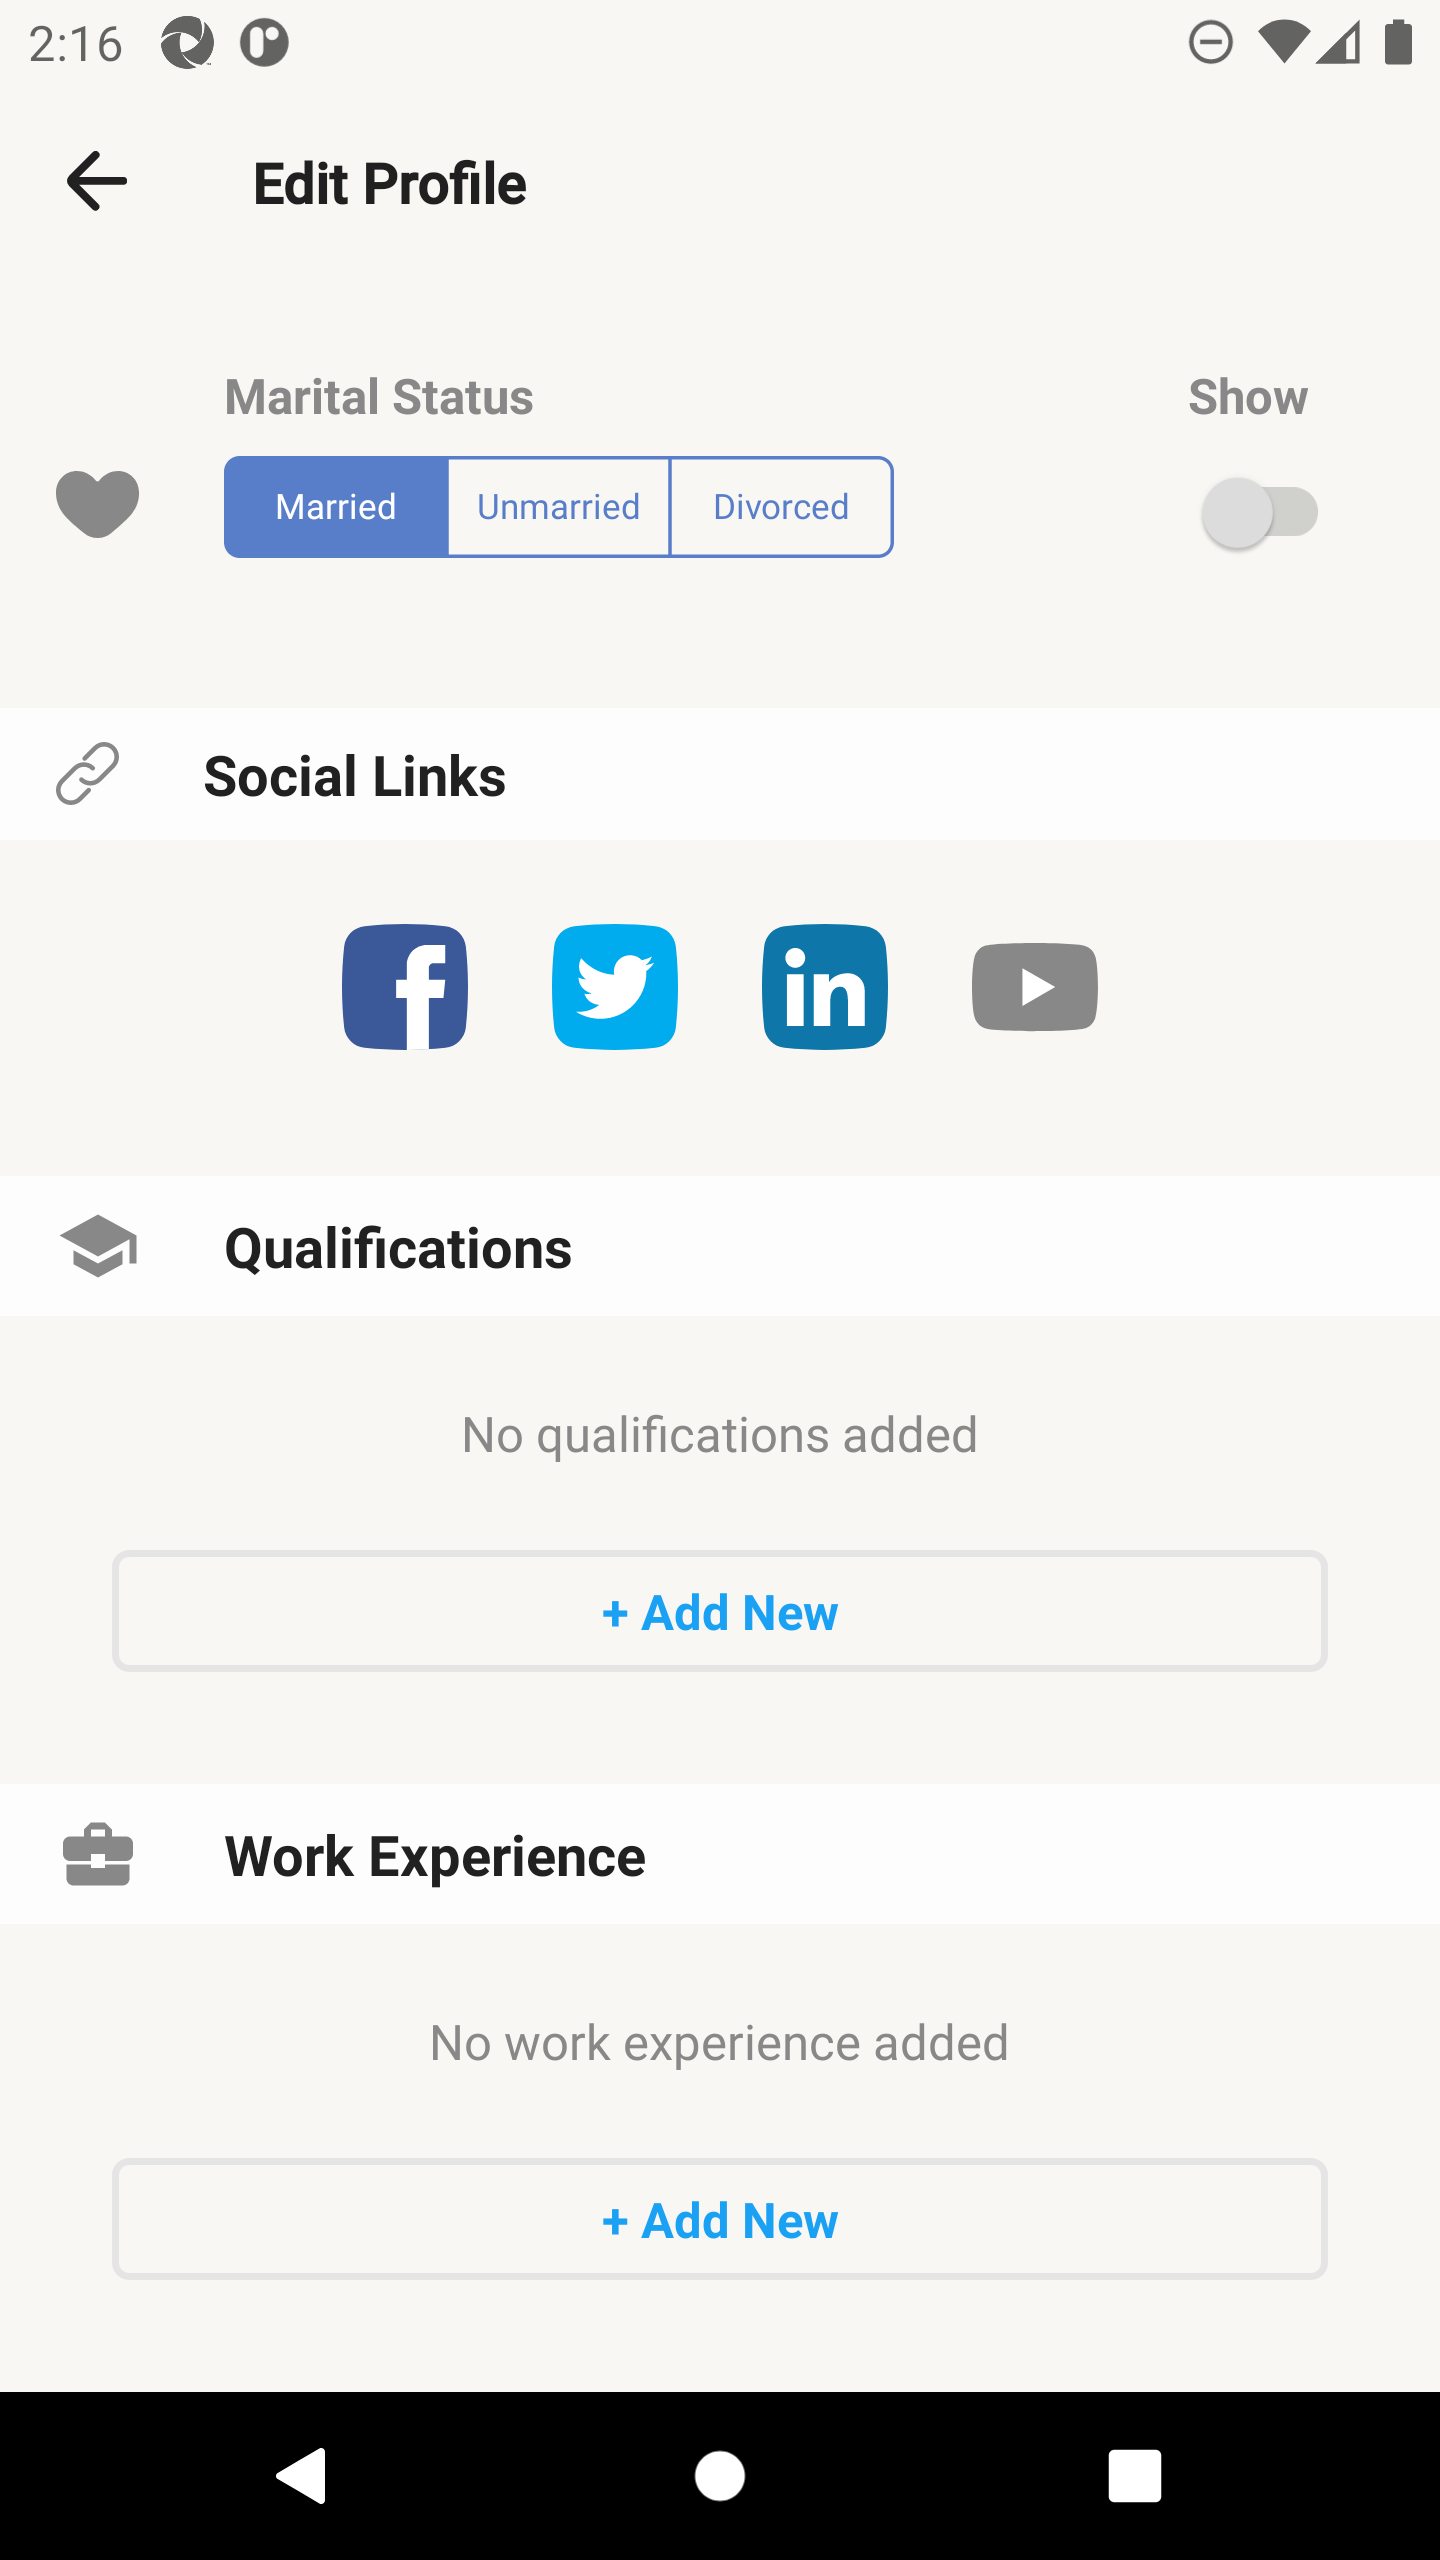 2:16
Edit Profile
Marital Status
Show
Married
Unmarried
Divorced
Social Links
Qualifications
No qualifications added
+ Add New
Work Experience
No work experience added
+ Add New